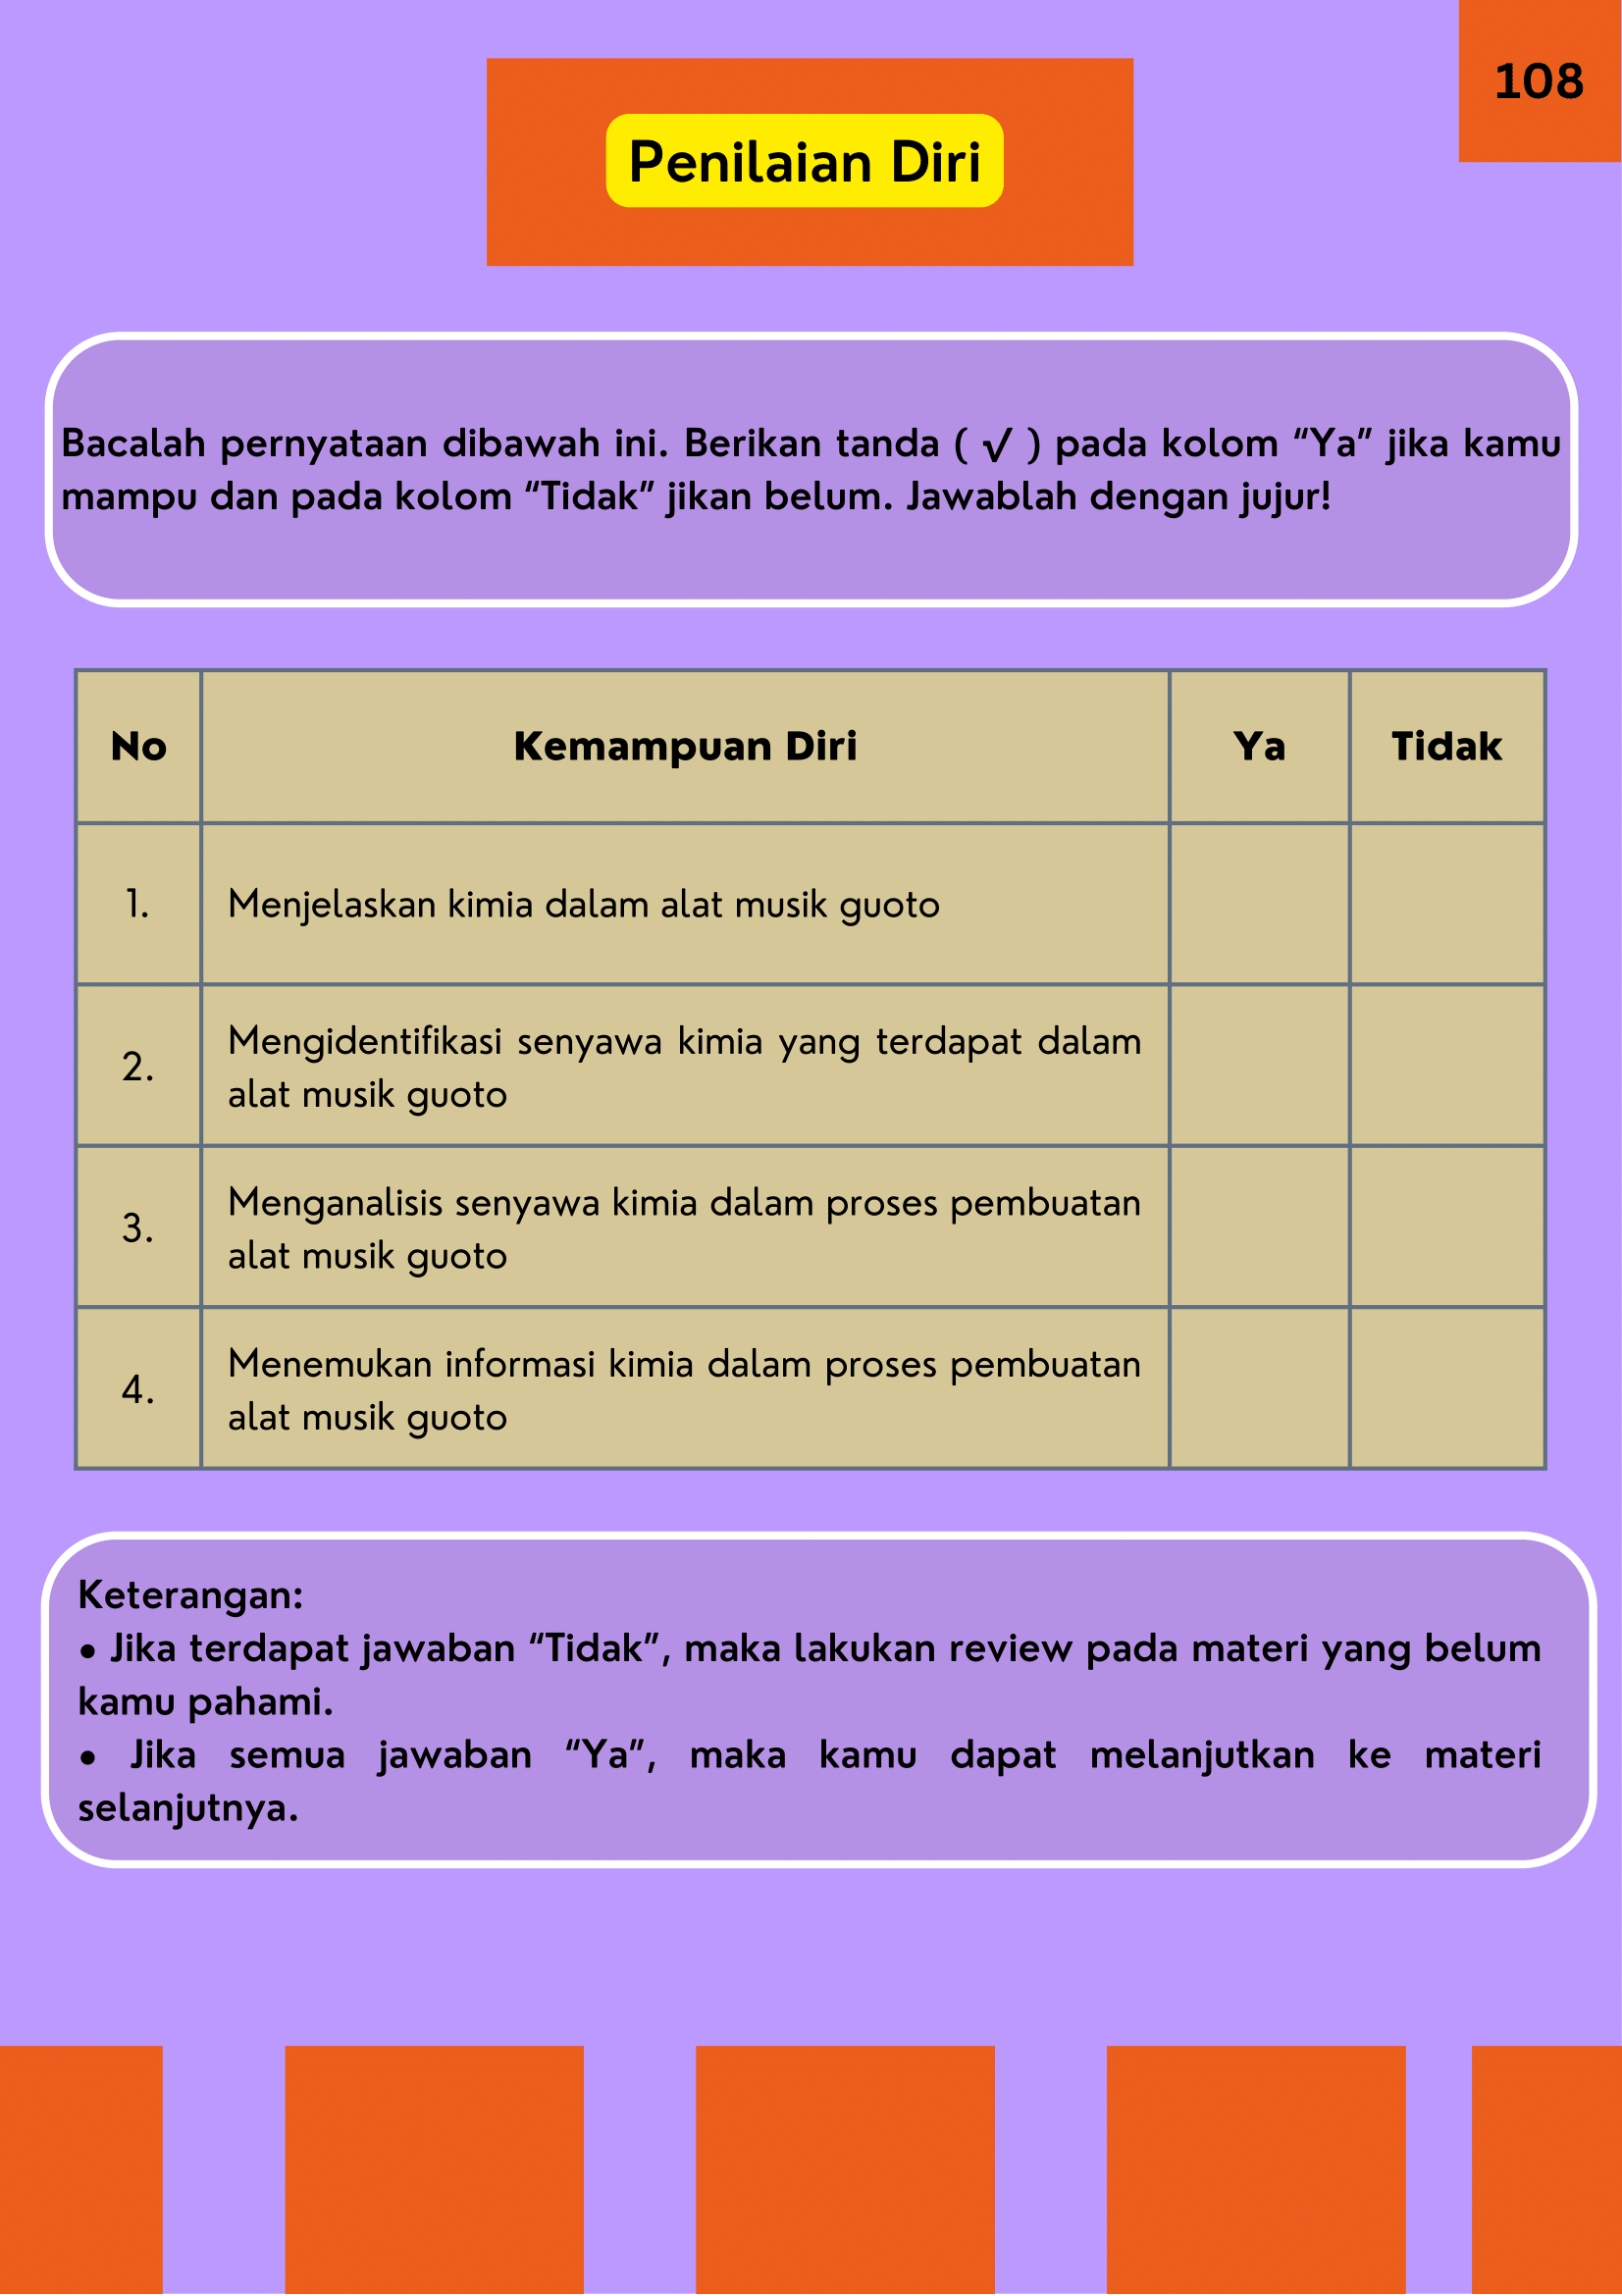 108
Penilaian Diri
Bacalah pernyataan dibawah ini. Berikan tanda ( √ ) pada kolom “Ya” jika kamu
mampu dan pada kolom “Tidak” jikan belum. Jawablah dengan jujur!
No Kemampuan Diri Ya Tidak
1. Menjelaskan kimia dalam alat musik guoto
2. Mengidentifikasi senyawa kimia yang terdapat dalam
alat musik guoto
3. Menganalisis senyawa kimia dalam proses pembuatan
alat musik guoto
4. Menemukan informasi kimia dalam proses pembuatan
alat musik guoto
Keterangan:
• Jika terdapat jawaban “Tidak”, maka lakukan review pada materi yang belum
kamu pahami.
• Jika semua jawaban “Ya”, maka kamu dapat melanjutkan ke materi
selanjutnya.